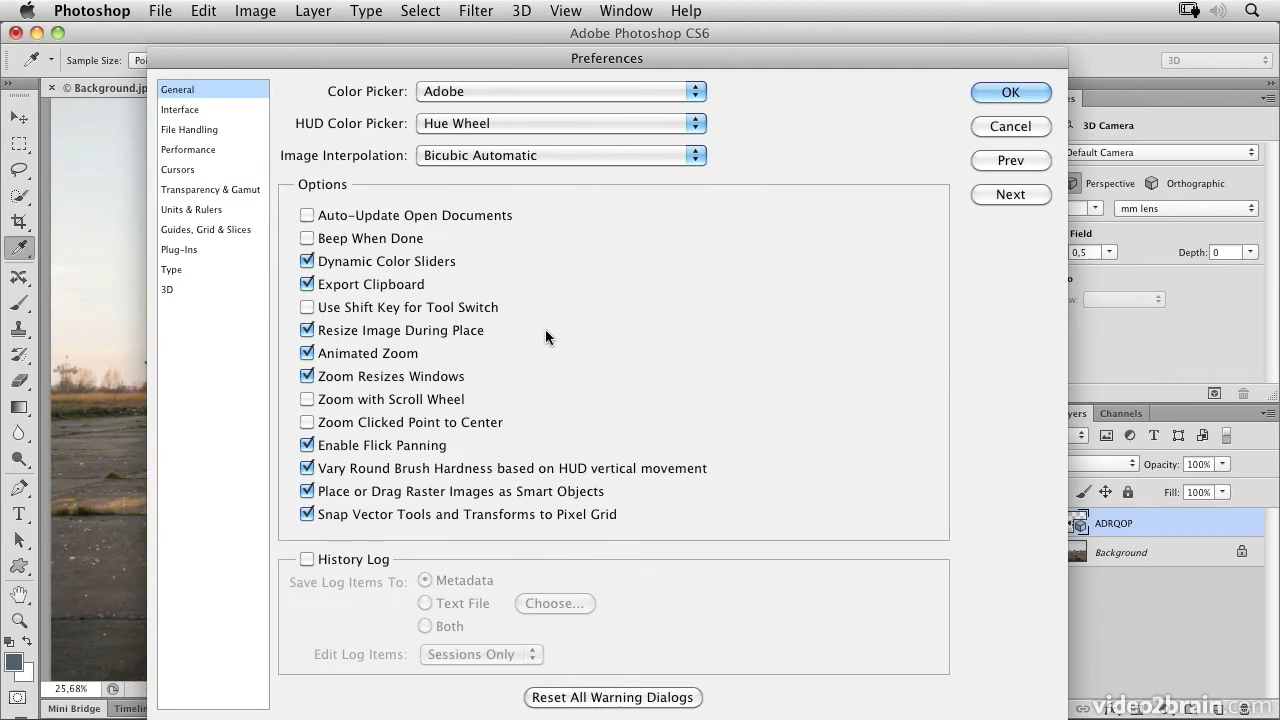 Photoshop File Edit Image Layer Type Select Filter 3D View Window Help
Adobe Photoshop CS6
Sample Size: Poi
3D
© Background.jp
Preferences
General
Interface
File Handling
Performance
Cursors
Transparency & Gamut
Units & Rulers
Guides, Grid & Slices
Plug-Ins
Type
3D
Color Picker: Adobe
HUD Color Picker: Hue Wheel
Image Interpolation: Bicubic Automatic
Options
Auto-Update Open Documents
Beep When Done
Dynamic Color Sliders
Export Clipboard
Use Shift Key for Tool Switch
Resize Image During Place
Animated Zoom
Zoom Resizes Windows
Zoom with Scroll Wheel
Zoom Clicked Point to Center
Enable Flick Panning
Vary Round Brush Hardness based on HUD vertical movement
Place or Drag Raster Images as Smart Objects
Snap Vector Tools and Transforms to Pixel Grid
History Log
Save Log Items To: Metadata
Text File Choose...
Both
Edit Log Items: Sessions Only
Reset All Warning Dialogs
OK
Cancel
Prev
Next
es
3D Camera
Default Camera
Perspective Orthographic
mm lens
Field
0,5 Depth: 0
o
w:
yers Channels
Opacity: 100%
Fill: 100%
ADRQOP
Background
25,68%
Mini Bridge Timeline
video2brain.com